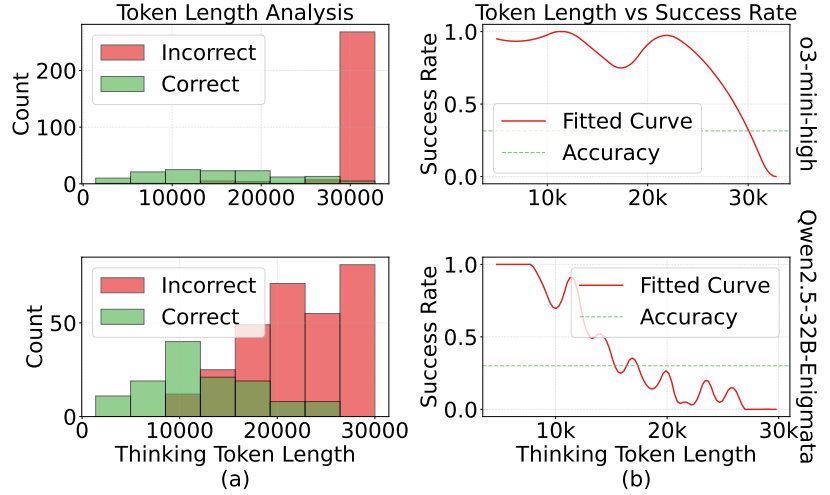 Token Length Analysis
Incorrect
Correct
Count
200
100
0
0
10000
20000
30000
Token Length vs Success Rate
Success Rate
1.0
0.5
0.0
Fitted Curve
Accuracy
10k
20k
30k
o3-mini-high
Incorrect
Correct
Count
50
0
0
10000
20000
30000
Thinking Token Length
(a)
Success Rate
1.0
0.5
0.0
Fitted Curve
Accuracy
10k
20k
30k
Thinking Token Length
(b)
Qwen2.5-32B-Enigmata